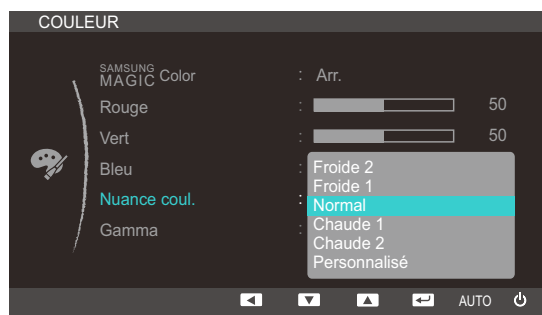 COULEUR
SAMSUNG MAGIC Color : Arr.
Rouge : 50
Vert : 50
Bleu :
Nuance coul. :
Gamma :
Froide 2
Froide 1
Normal
Chaude 1
Chaude 2
Personnalisé
AUTO